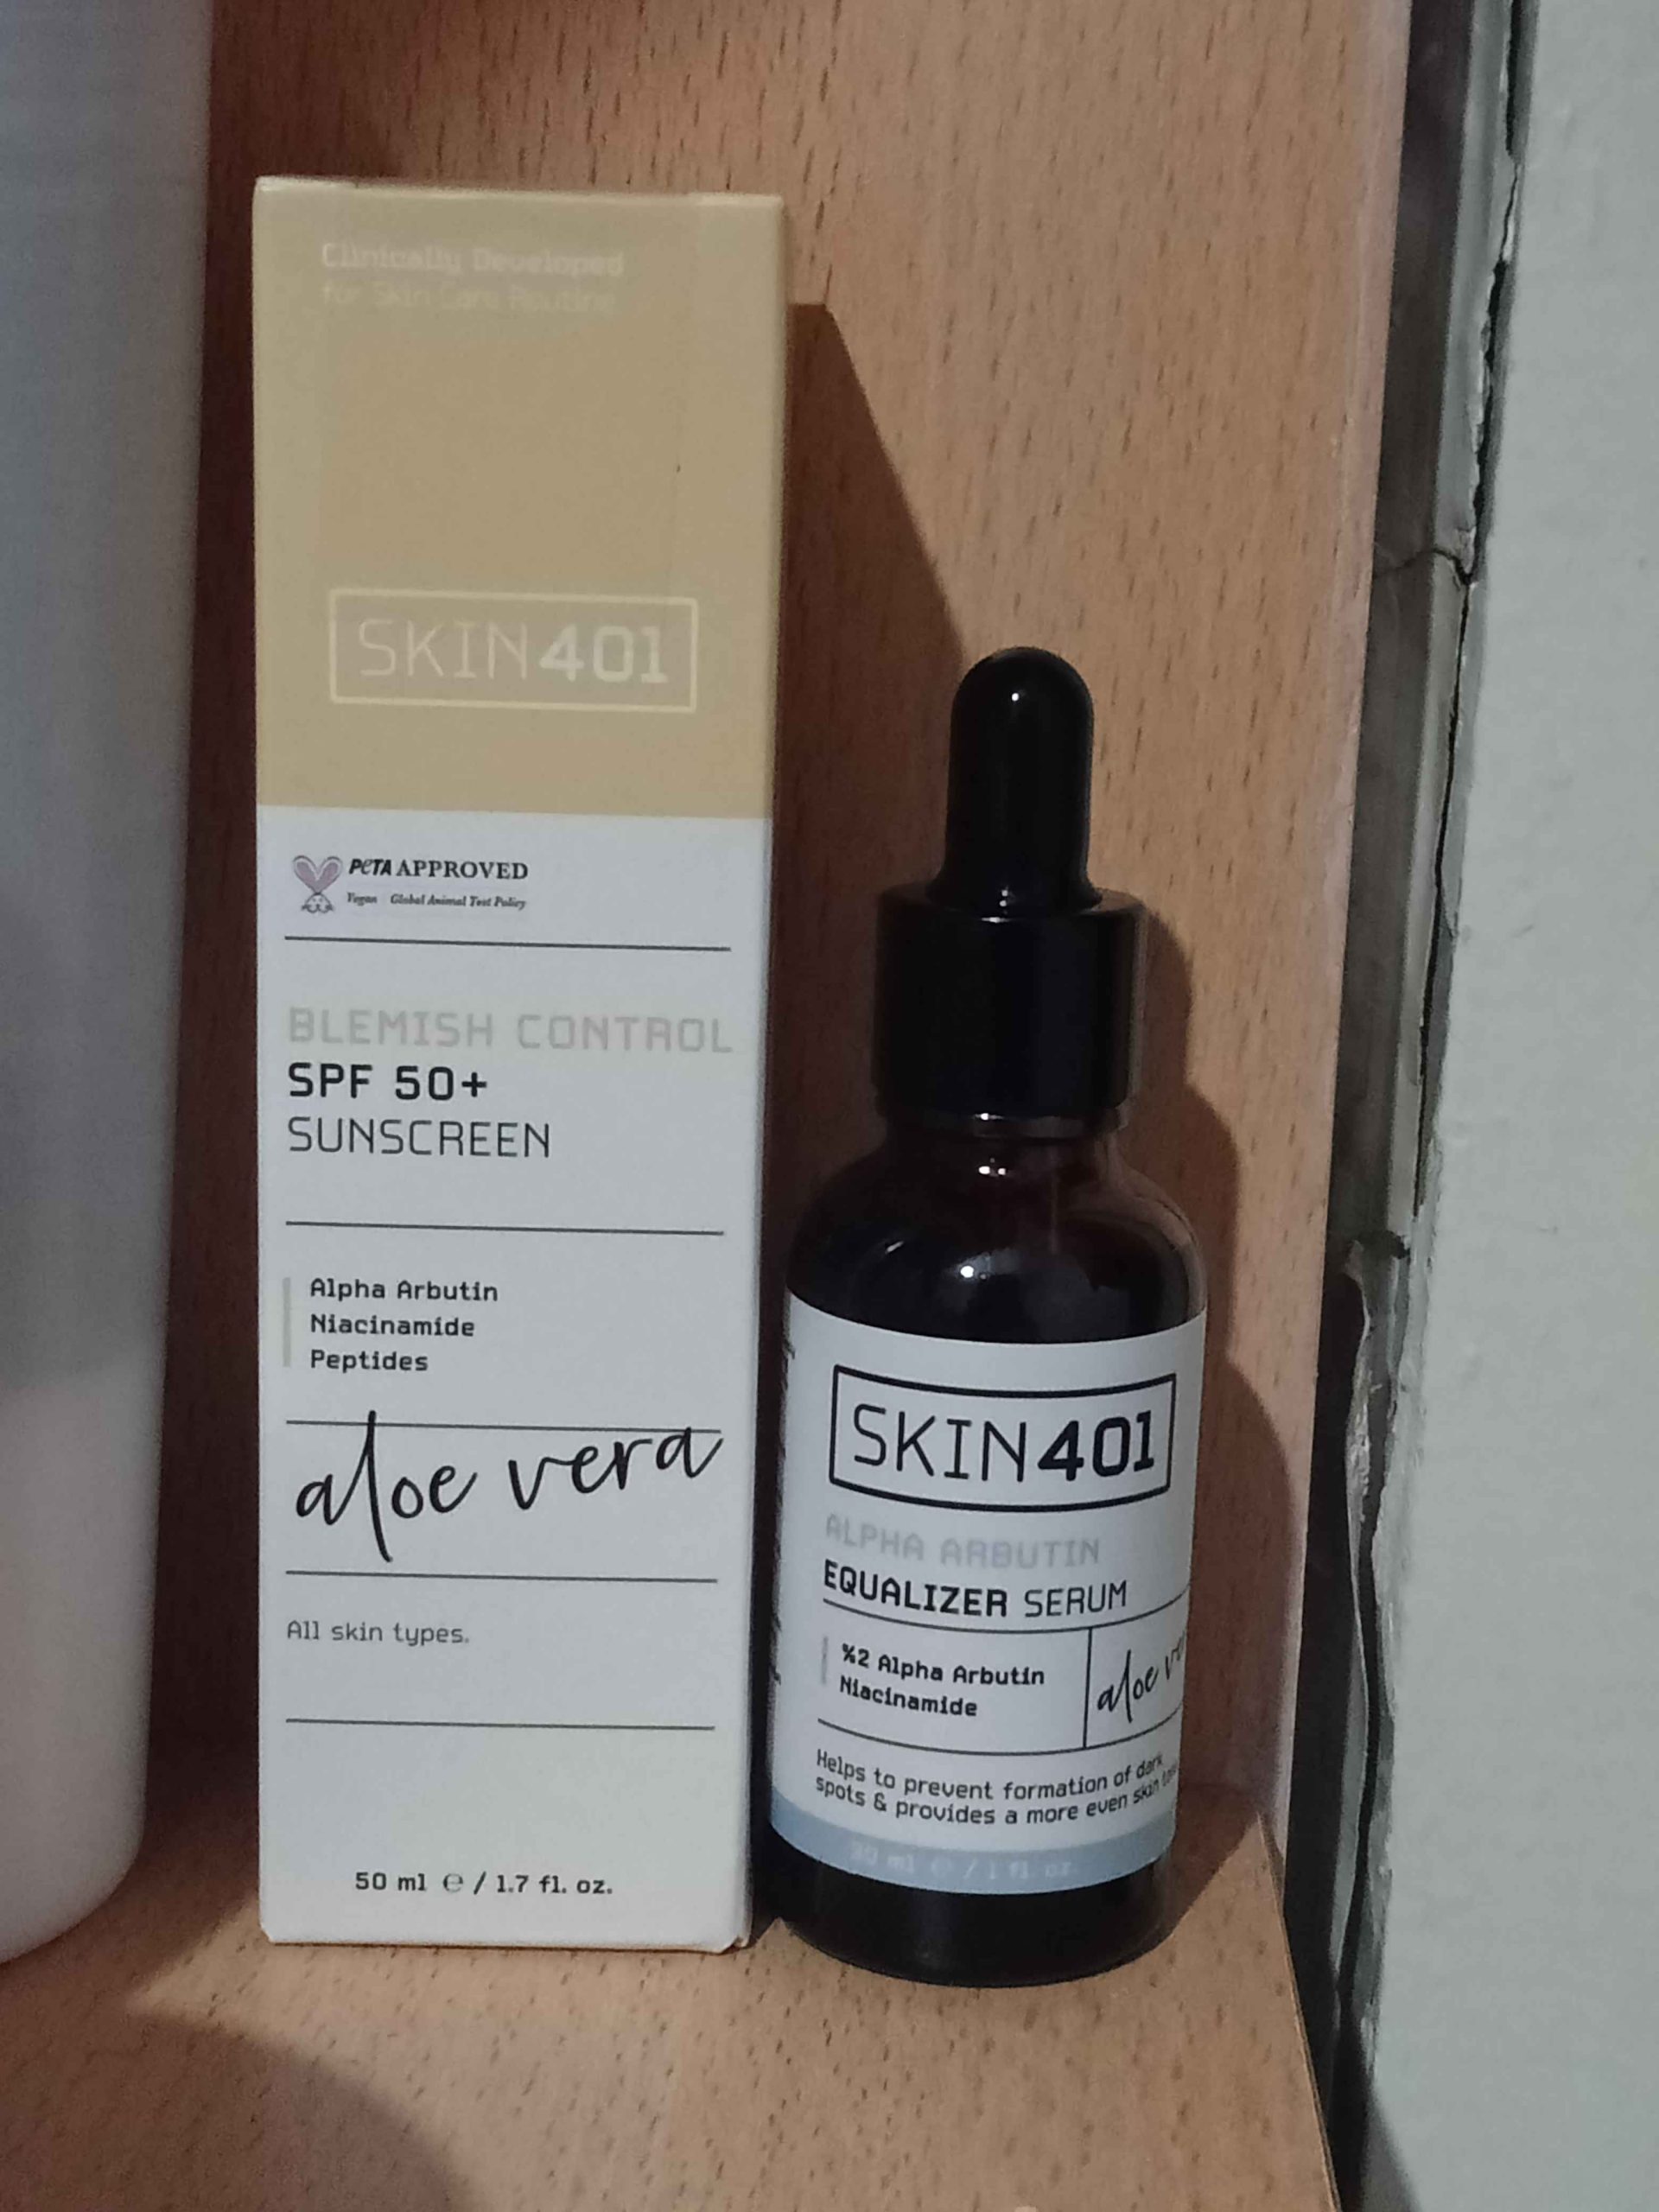 Clinically Developed
for Skin Care Routine
SKIN401
PETA APPROVED
Vegan Global Animal Test Policy
BLEMISH CONTROL
SPF 50+
SUNSCREEN
Alpha Arbutin
Niacinamide
Peptides
aloe vera
All skin types.
50 ml ℮ / 1.7 fl. oz.
SKIN401
ALPHA ARBUTIN
EQUALIZER SERUM
%2 Alpha Arbutin
Niacinamide
aloe
Helps to prevent formation of dark
spots & provides a more even skin
30 ml ℮ / 1 fl. oz.